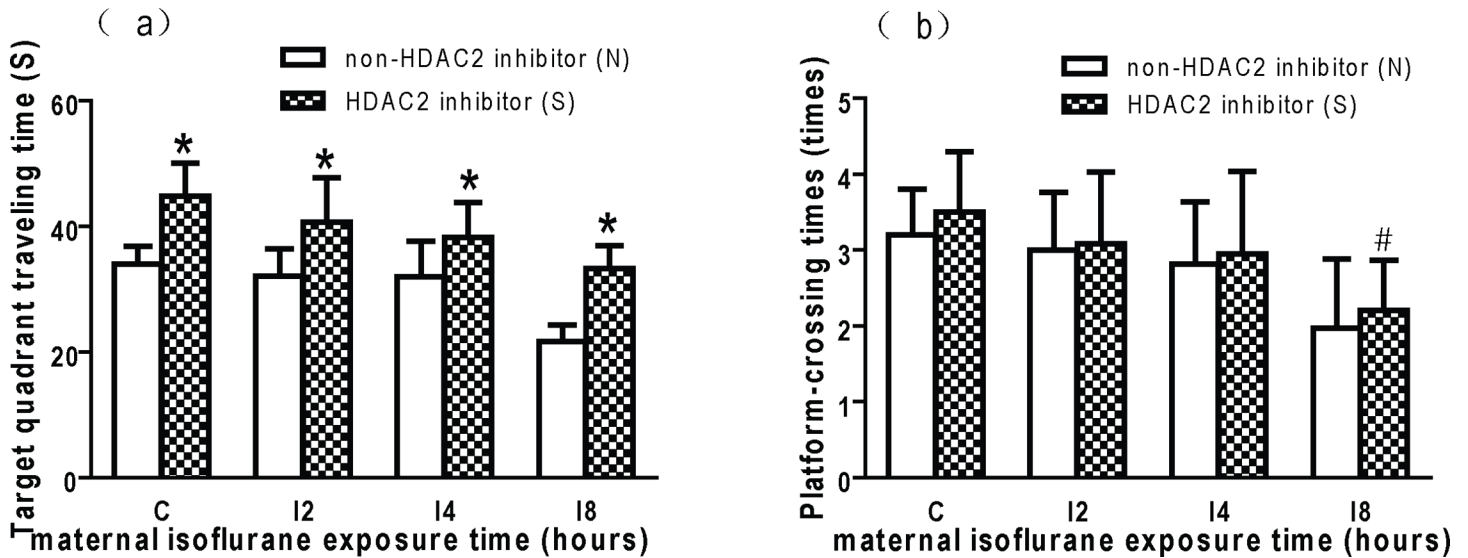 ( a)
non-HDAC2 inhibitor (N)
HDAC2 inhibitor (S)
Target quadrant traveling time (S)
60
40
20
0
*
*
*
*
C
I2
I4
I8
maternal isoflurane exposure time (hours)
( b)
non-HDAC2 inhibitor (N)
HDAC2 inhibitor (S)
Platform-crossing times (times)
5
4
3
2
1
0
#
C
I2
I4
I8
maternal isoflurane exposure time (hours)